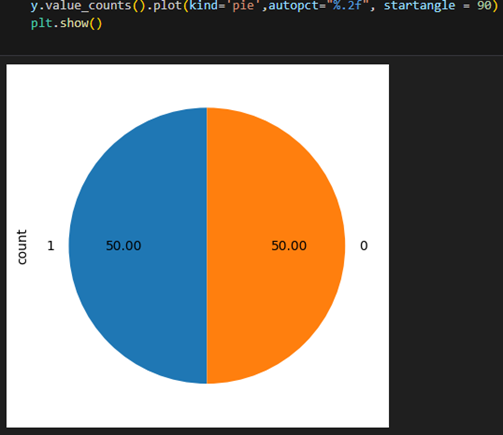 y.value_counts().plot(kind='pie',autopct="%.2f", startangle = 90)
plt.show()
count
1
50.00
50.00
0